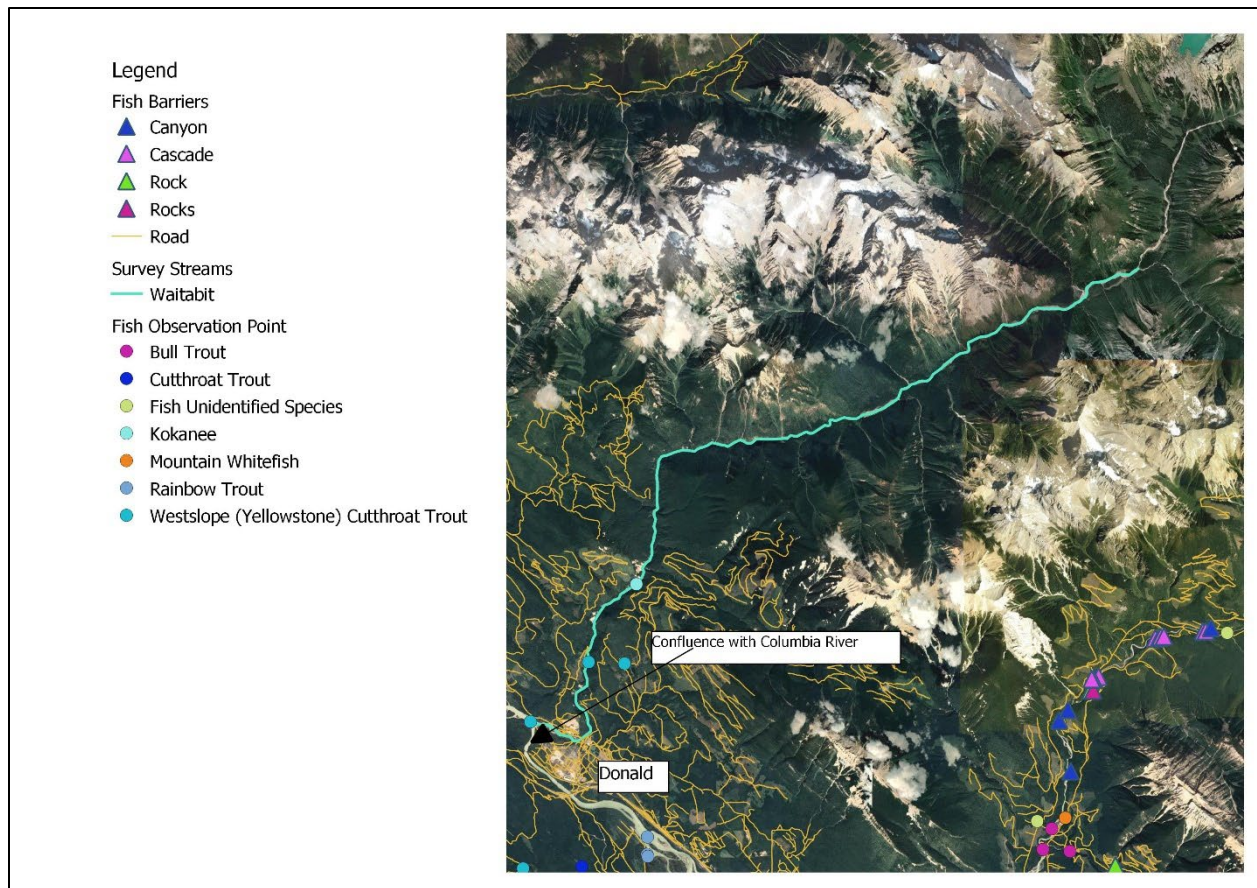 Legend
Fish Barriers
Canyon
Cascade
Rock
Rocks
Road
Survey Streams
Waitabit
Fish Observation Point
Bull Trout
Cutthroat Trout
Fish Unidentified Species
Kokanee
Mountain Whitefish
Rainbow Trout
Westslope (Yellowstone) Cutthroat Trout
Confluence with Columbia River
Donald